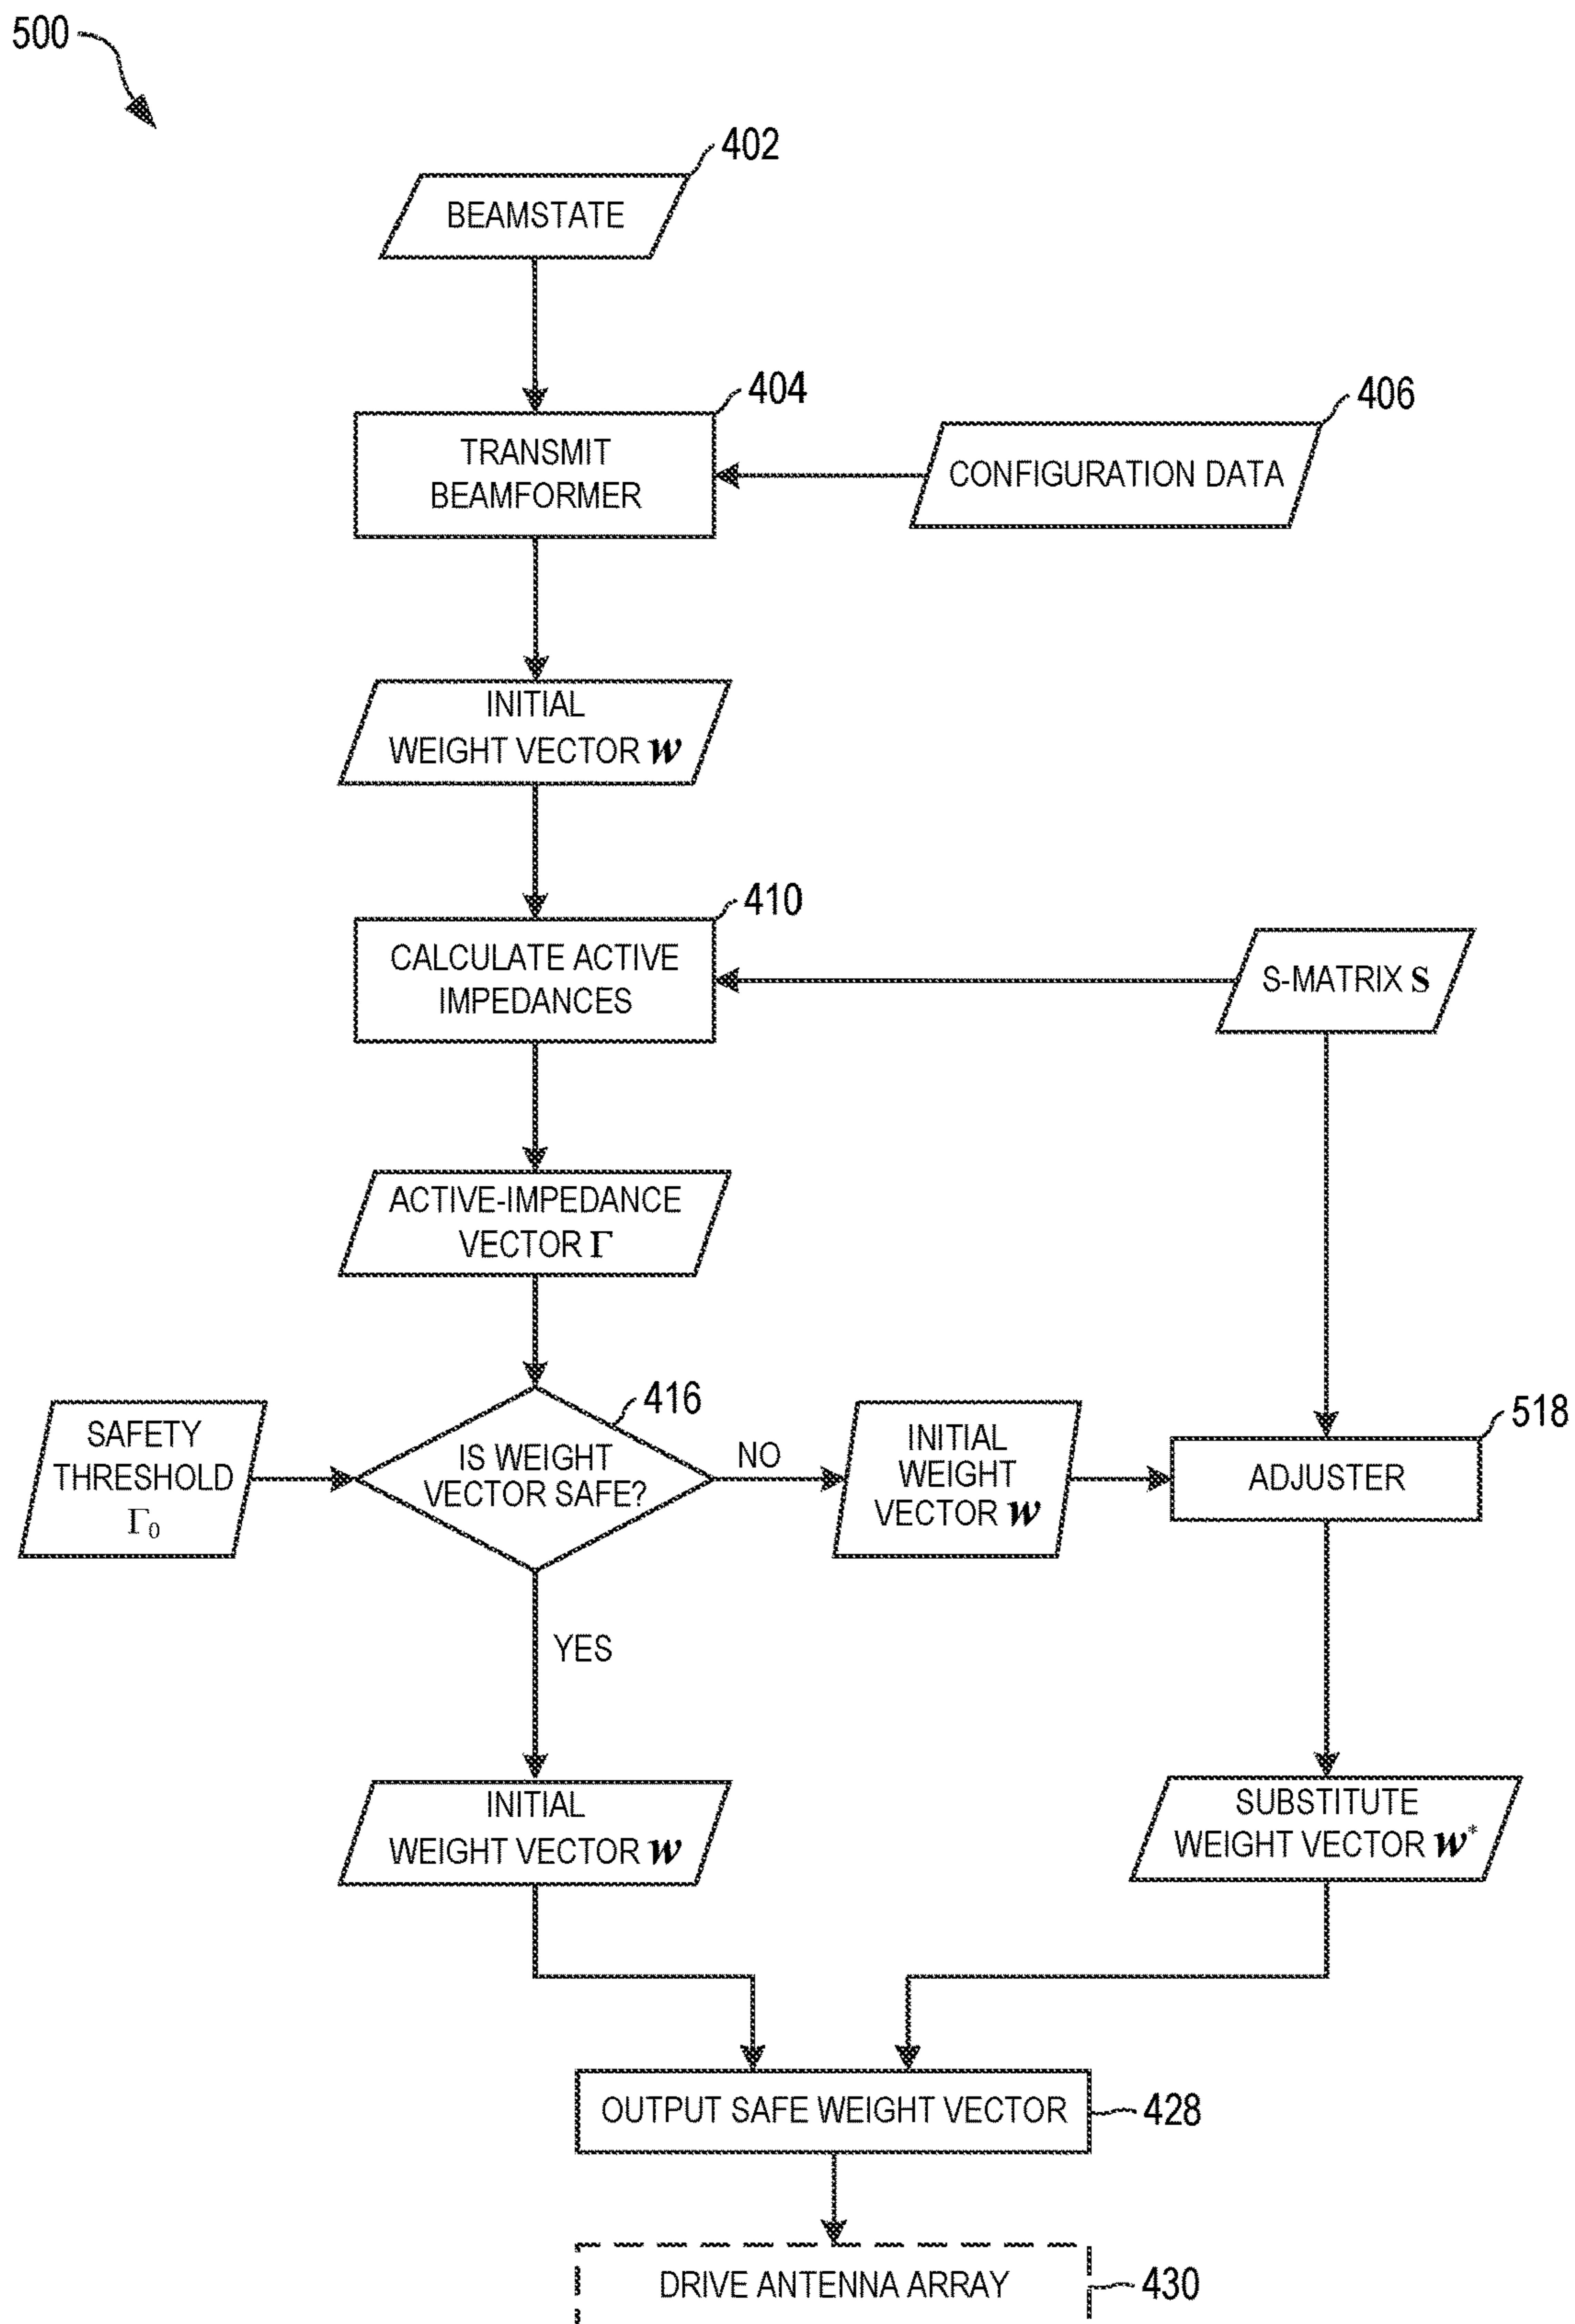 500
402
BEAMSTATE
404
TRANSMIT
BEAMFORMER
406
CONFIGURATION DATA
INITIAL
WEIGHT VECTOR w
410
CALCULATE ACTIVE
IMPEDANCES
S-MATRIX S
ACTIVE-IMPEDANCE
VECTOR Γ
SAFETY
THRESHOLD
Γ₀
416
IS WEIGHT
VECTOR SAFE?
NO
INITIAL
WEIGHT
VECTOR w
518
ADJUSTER
YES
INITIAL
WEIGHT VECTOR w
SUBSTITUTE
WEIGHT VECTOR w*
OUTPUT SAFE WEIGHT VECTOR
428
DRIVE ANTENNA ARRAY
430